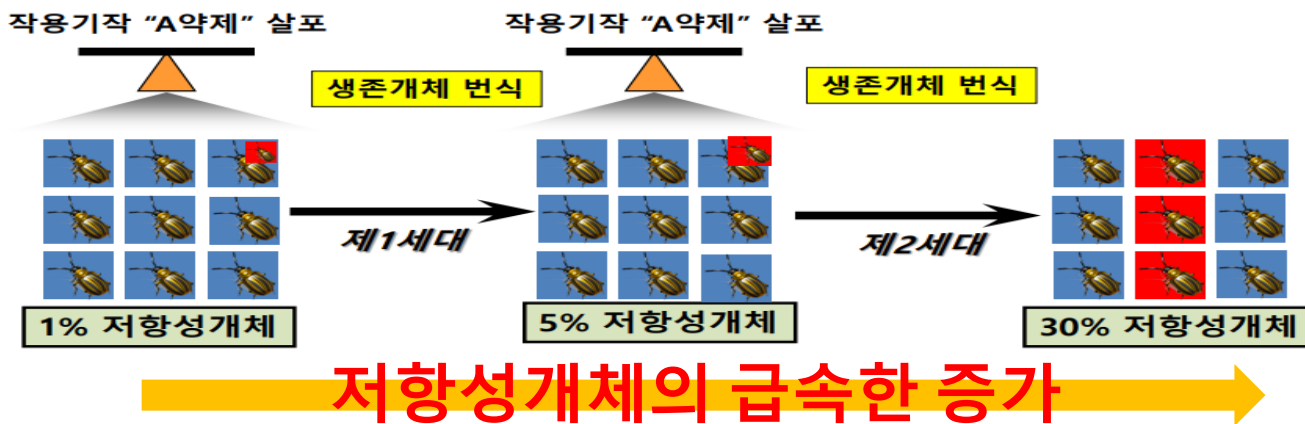 작용기작 “A약제” 살포
작용기작 “A약제” 살포
생존개체 번식
생존개체 번식
제1세대
제2세대
1% 저항성개체
5% 저항성개체
30% 저항성개체
저항성개체의 급속한 증가